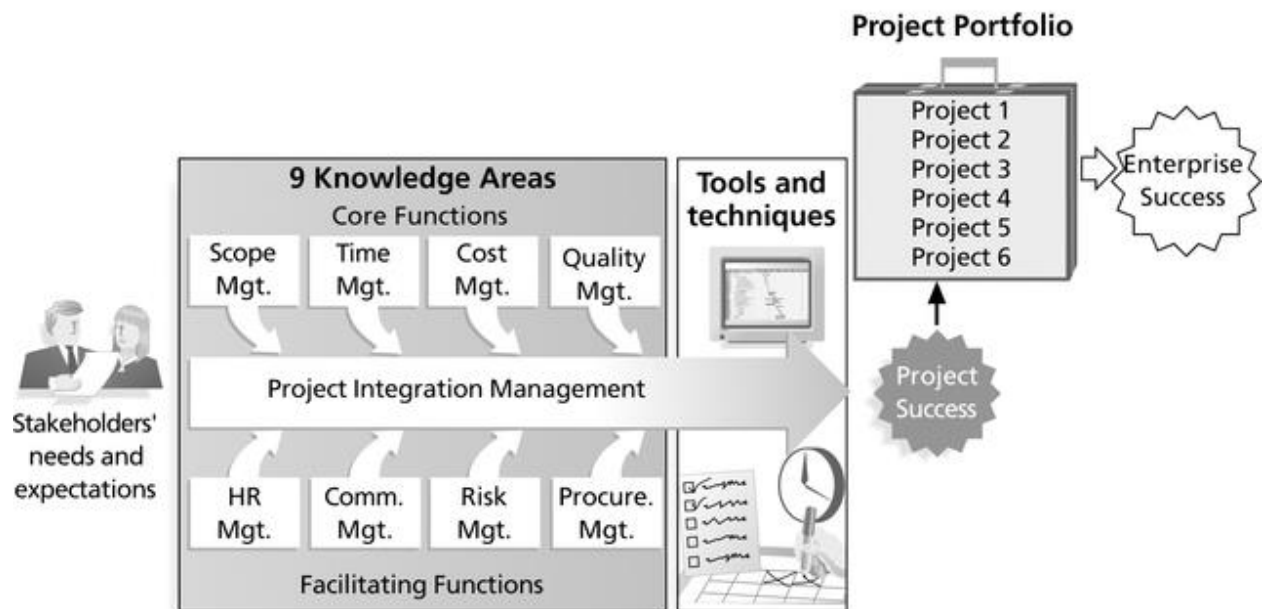 Project Portfolio
Project 1
Project 2
Project 3
Project 4
Project 5
Project 6
Enterprise
Success
9 Knowledge Areas
Core Functions
Scope
Mgt.
Time
Mgt.
Cost
Mgt.
Quality
Mgt.
Tools and
techniques
Stakeholders'
needs and
expectations
Project Integration Management
Project
Success
HR
Mgt.
Comm.
Mgt.
Risk
Mgt.
Procure.
Mgt.
Facilitating Functions